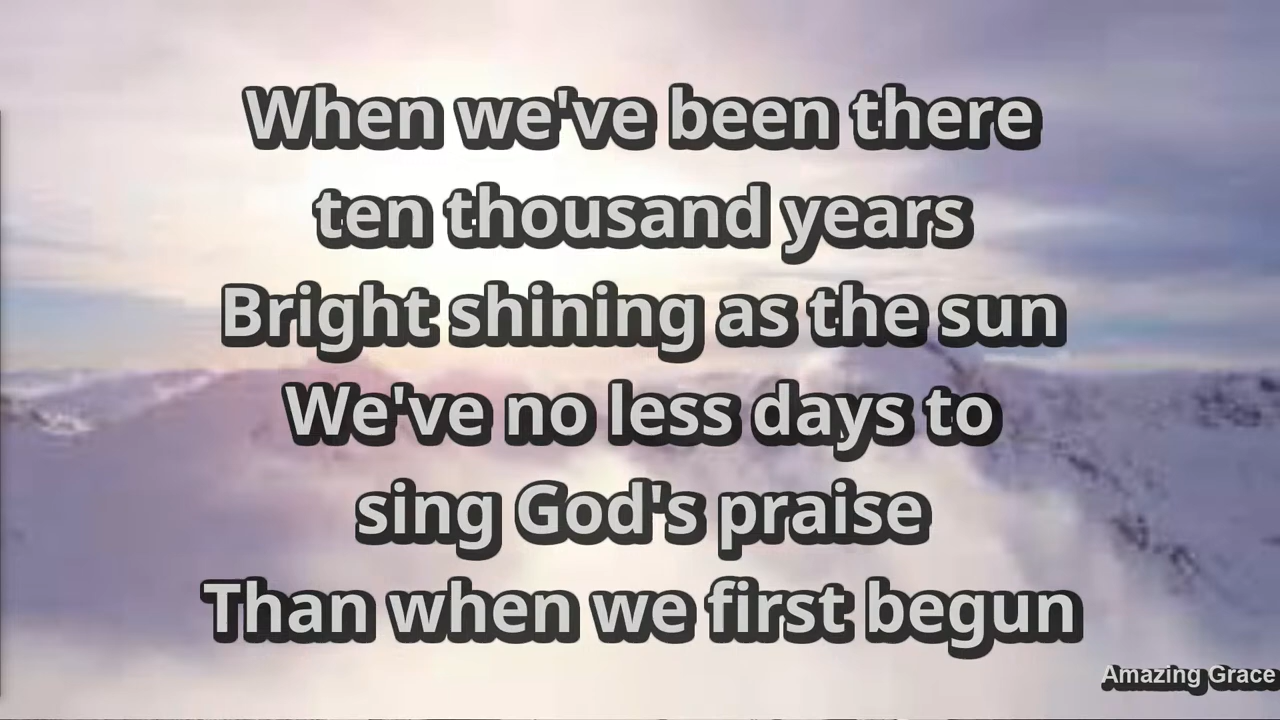 When we've been there
ten thousand years
Bright shining as the sun
We've no less days to
sing God's praise
Than when we first begun
Amazing Grace